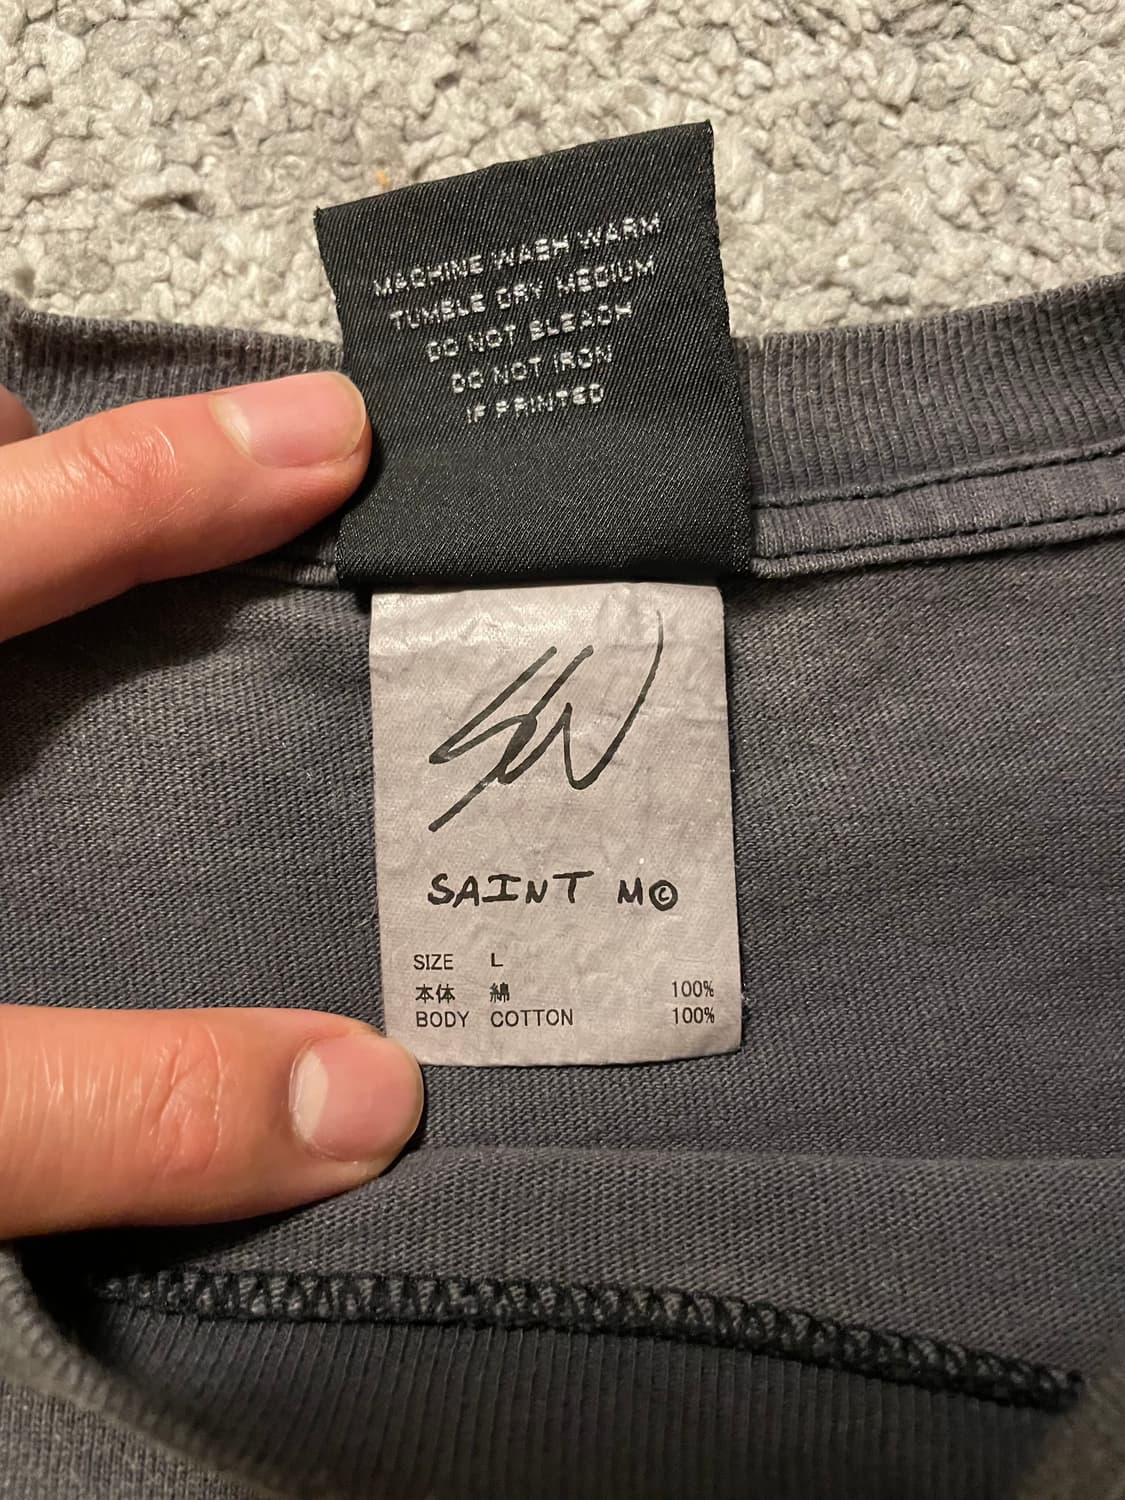 MACHINE WASH WARM
TUMBLE DRY MEDIUM
DO NOT BLEACH
DO NOT IRON
IF PRINTED
SAINT M©
SIZE L
本体 綿 100%
BODY COTTON 100%